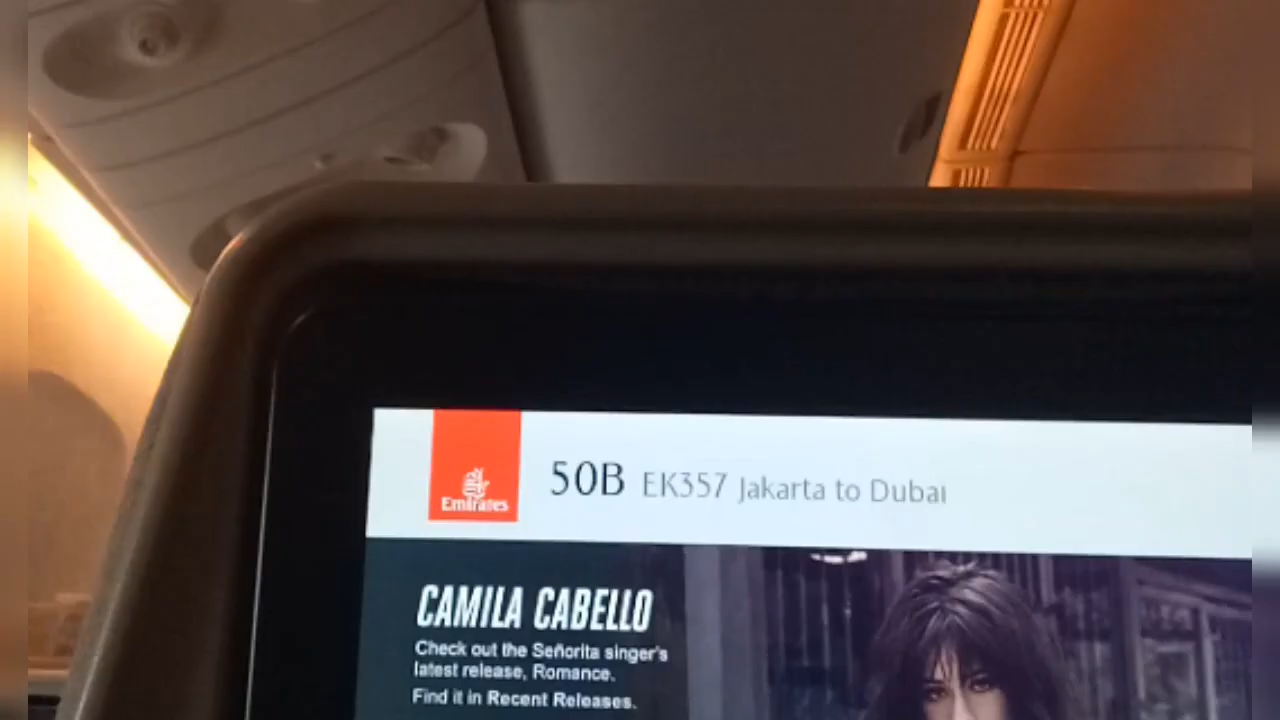 Emirates
50B EK357 Jakarta to Dubai
CAMILA CABELLO
Check out the Señorita singer's
latest release, Romance.
Find it in Recent Releases.